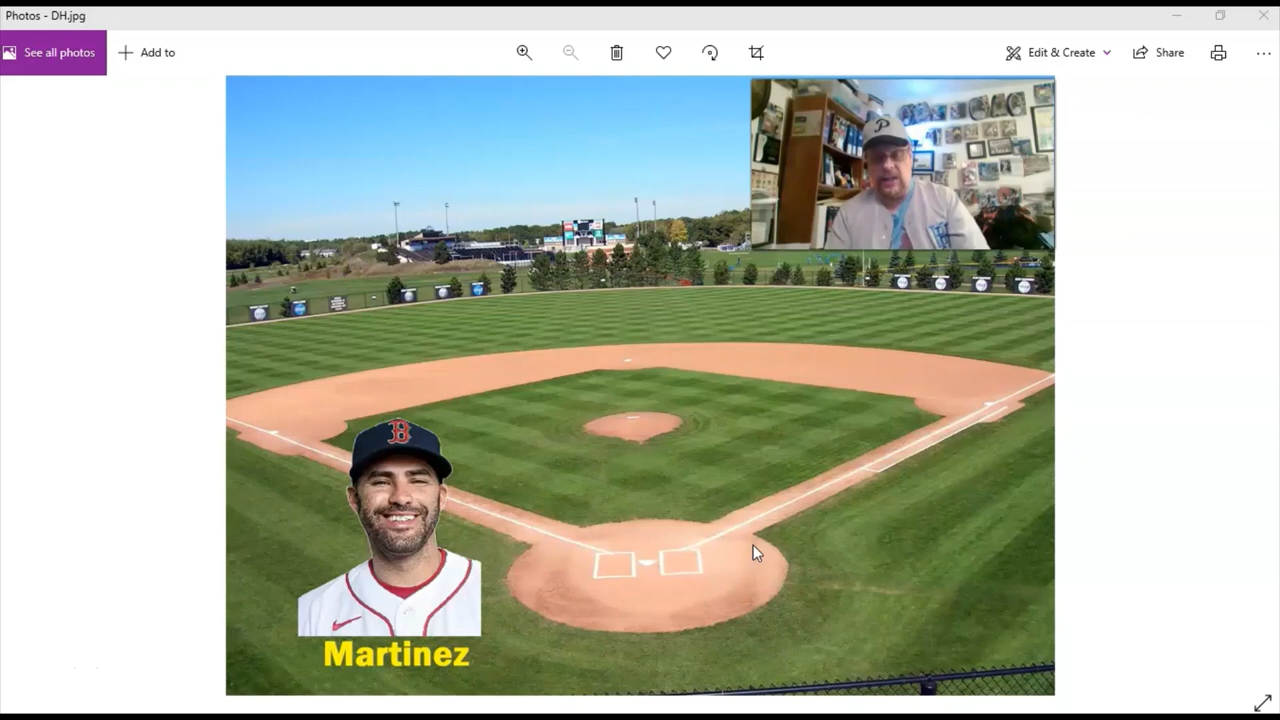 Photos - DH.jpg
See all photos
Add to
Edit & Create
Share
P
B
Martinez